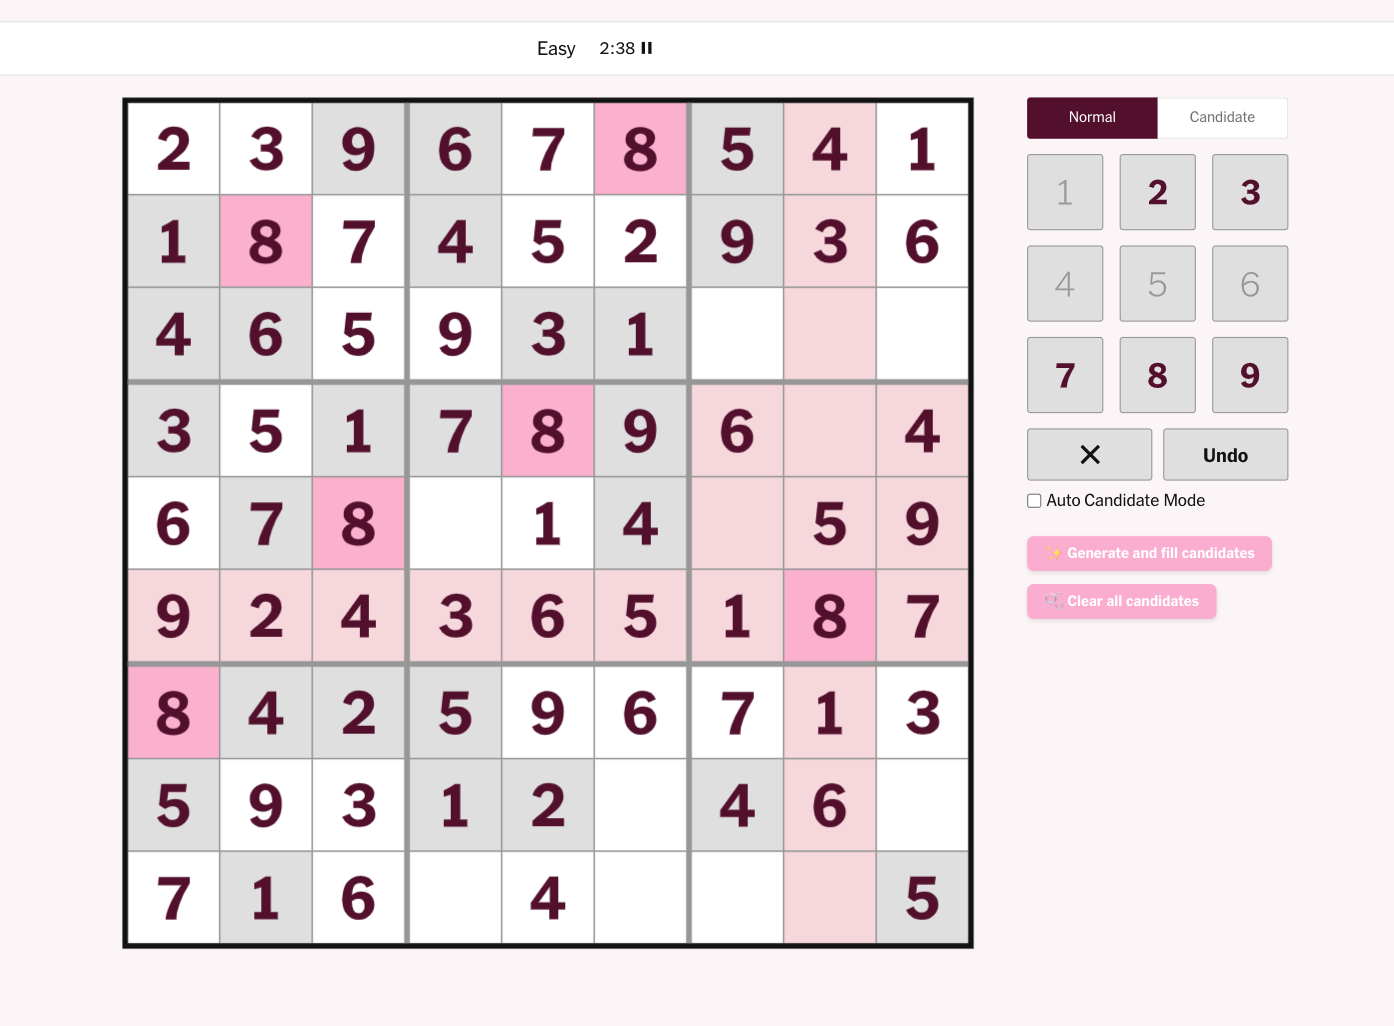 Easy 2:38
2 3 9 6 7 8 5 4 1
1 8 7 4 5 2 9 3 6
4 6 5 9 3 1
3 5 1 7 8 9 6 4
6 7 8 1 4 5 9
9 2 4 3 6 5 1 8 7
8 4 2 5 9 6 7 1 3
5 9 3 1 2 4 6
7 1 6 4 5
Normal Candidate
1 2 3
4 5 6
7 8 9
Undo
Auto Candidate Mode
✨ Generate and fill candidates
Clear all candidates